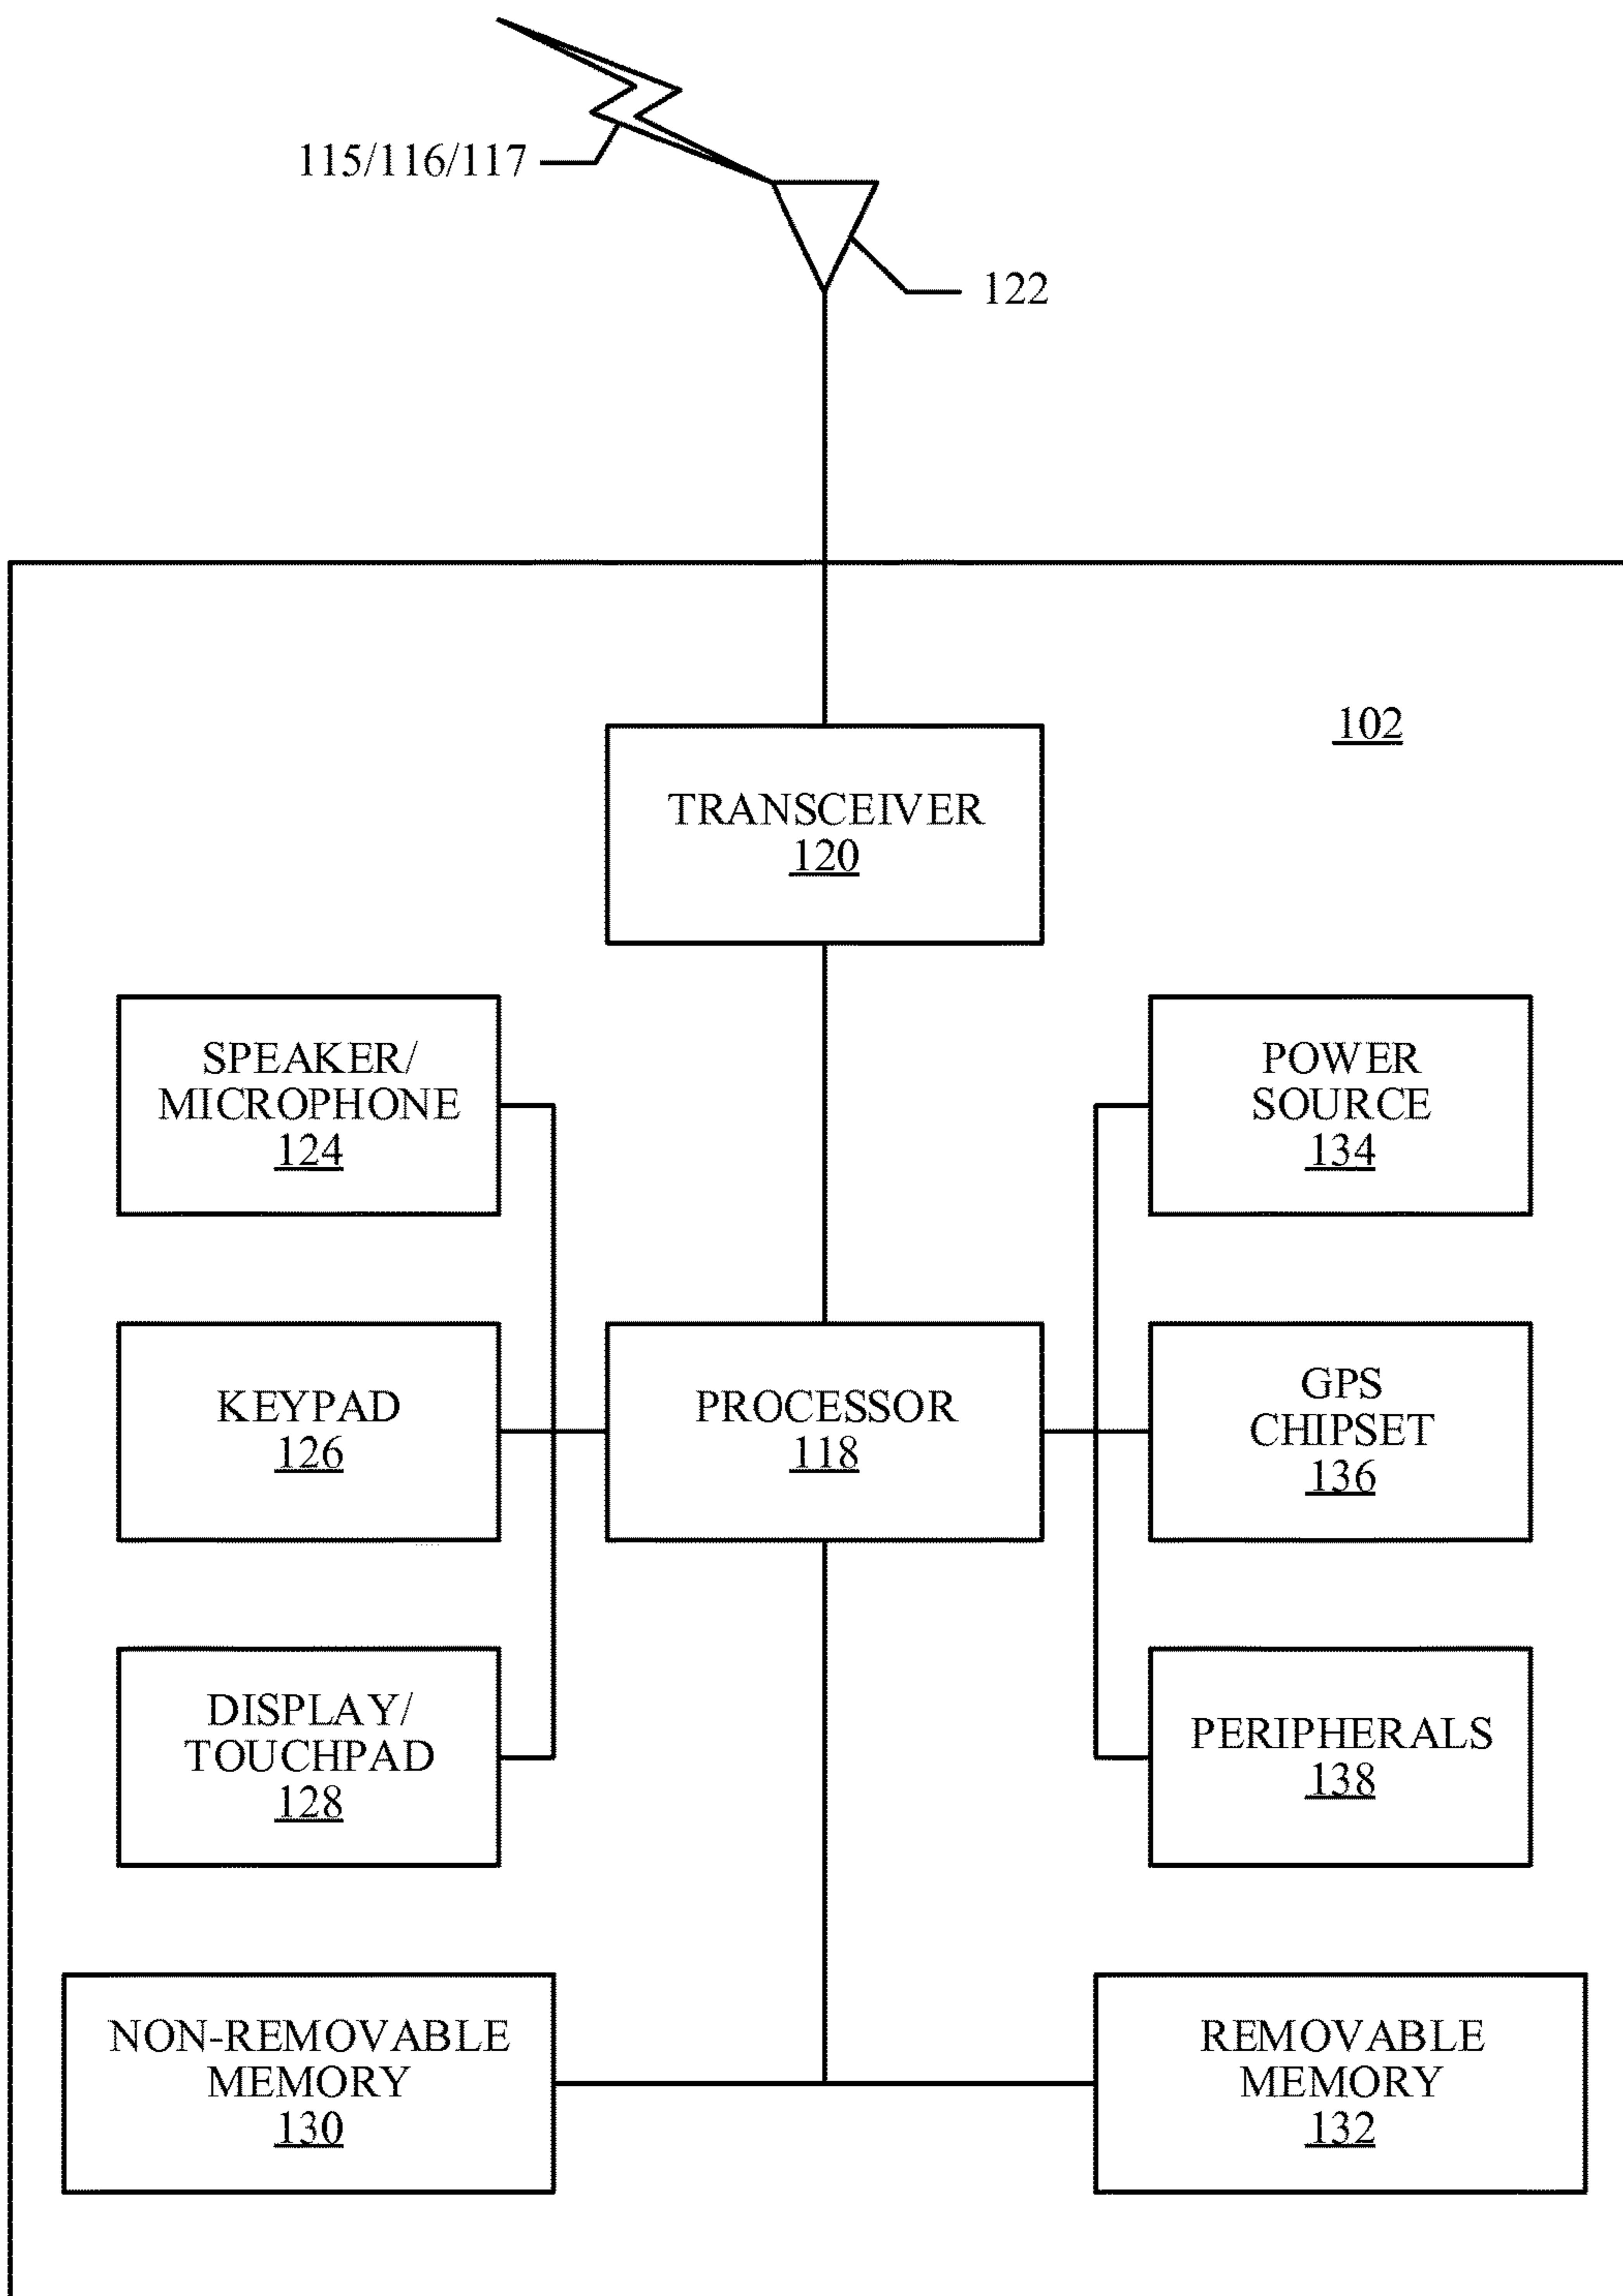 115/116/117
122
102
TRANSCEIVER
120
SPEAKER/
MICROPHONE
124
POWER
SOURCE
134
KEYPAD
126
PROCESSOR
118
GPS
CHIPSET
136
DISPLAY/
TOUCHPAD
128
PERIPHERALS
138
NON-REMOVABLE
MEMORY
130
REMOVABLE
MEMORY
132